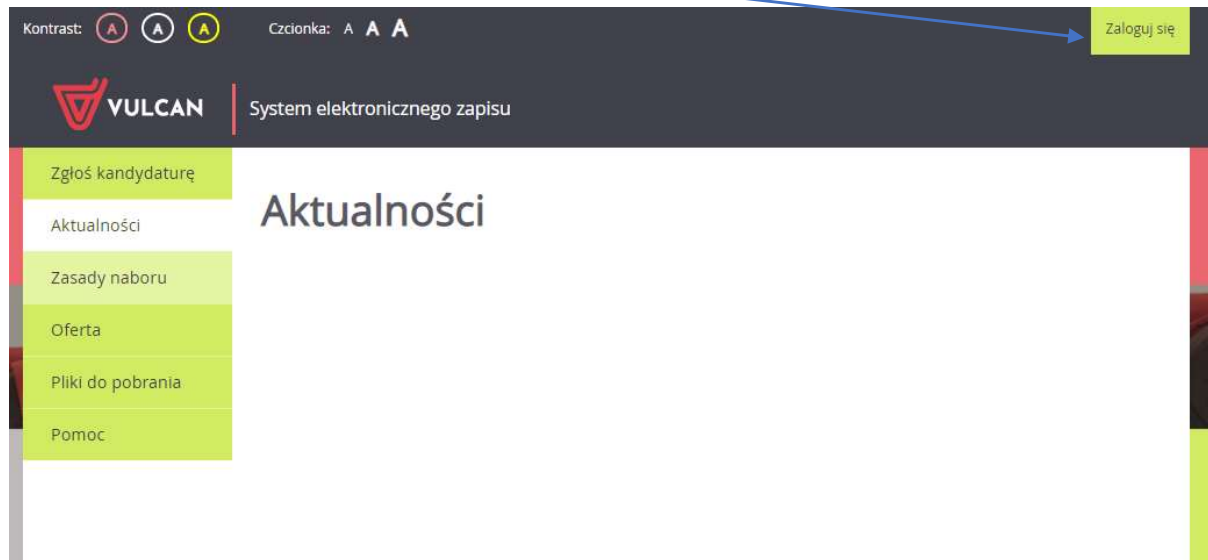 Kontrast: A A A Czcionka: A A A Zaloguj się
VULCAN System elektronicznego zapisu
Zgłoś kandydaturę
Aktualności
Aktualności
Zasady naboru
Oferta
Pliki do pobrania
Pomoc